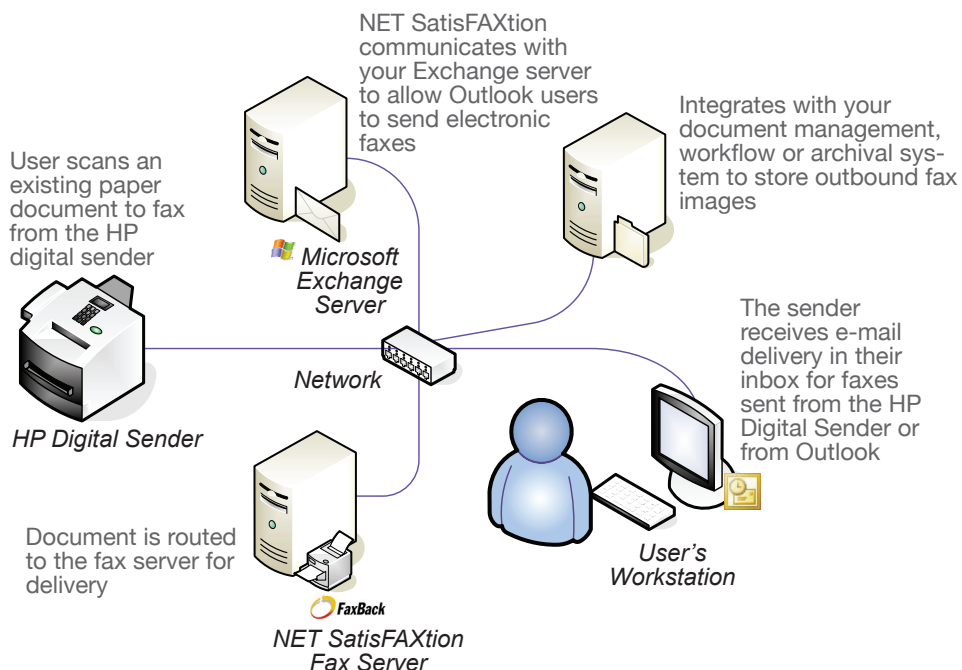 NET SatisFAXtion
communicates with
your Exchange server
to allow Outlook users
to send electronic
faxes
Integrates with your
document management,
workflow or archival sys-
tem to store outbound fax
images
User scans an
existing paper
document to fax
from the HP
digital sender
Microsoft
Exchange
Server
The sender
receives e-mail
delivery in their
inbox for faxes
sent from the HP
Digital Sender or
from Outlook
Network
HP Digital Sender
Document is routed
to the fax server for
delivery
User's
Workstation
FaxBack
NET SatisFAXtion
Fax Server